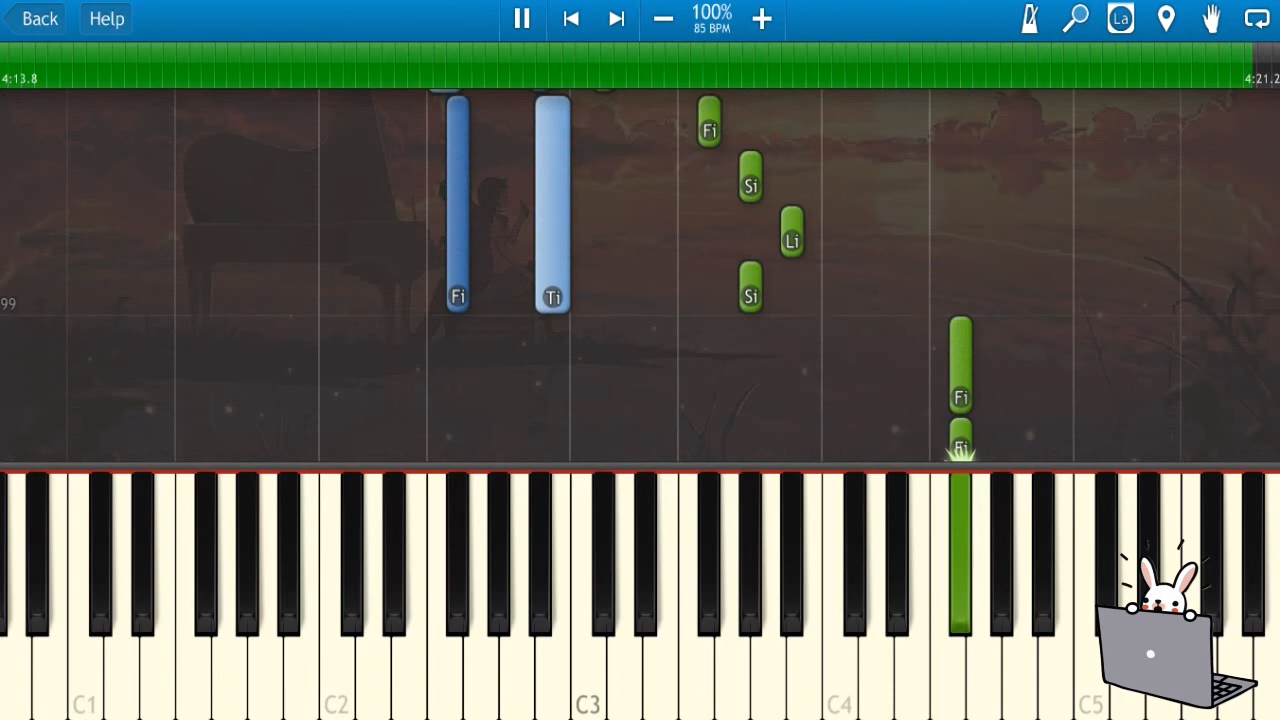 Back Help 100% La
85 BPM
4:13.8 4:21.2
Fi
Si
Li
Fi Ti Si
99
Fi
Fi
C1 C2 C3 C4 C5